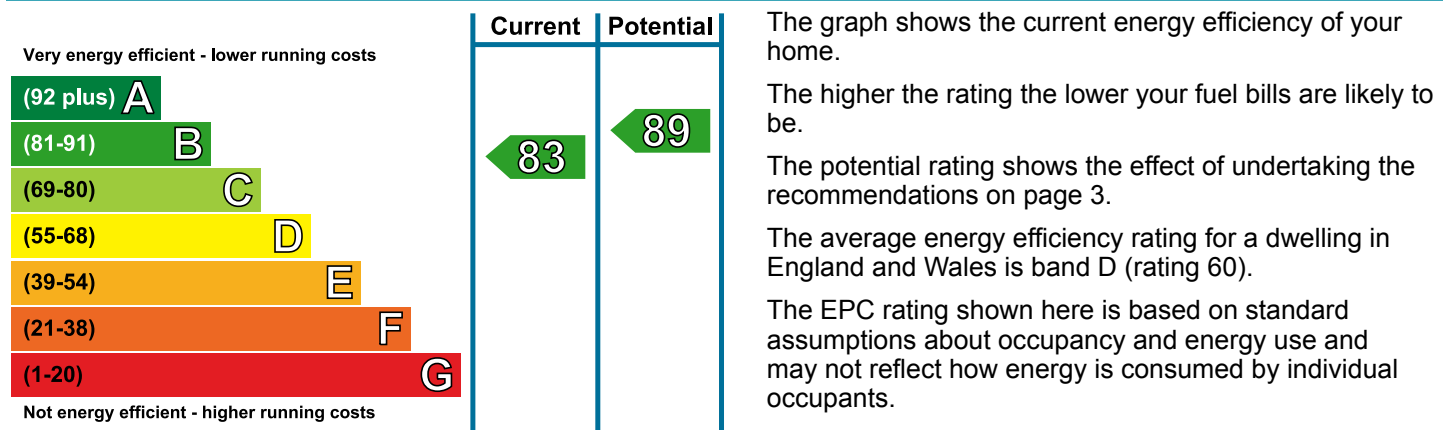 Current Potential
Very energy efficient - lower running costs
(92 plus) A
(81-91) B
(69-80) C
(55-68) D
(39-54) E
(21-38) F
(1-20) G
Not energy efficient - higher running costs
83
89
The graph shows the current energy efficiency of your
home.
The higher the rating the lower your fuel bills are likely to
be.
The potential rating shows the effect of undertaking the
recommendations on page 3.
The average energy efficiency rating for a dwelling in
England and Wales is band D (rating 60).
The EPC rating shown here is based on standard
assumptions about occupancy and energy use and
may not reflect how energy is consumed by individual
occupants.